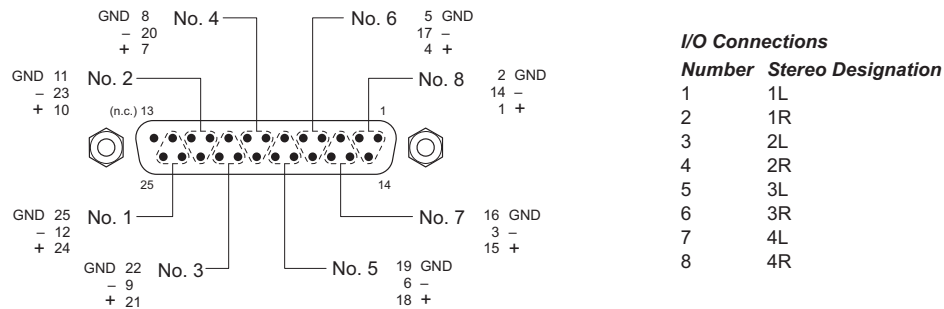 GND 8 No. 4
– 20
+ 7
No. 6 5 GND
17 –
4 +
GND 11 No. 2
– 23
+ 10
No. 8 2 GND
14 –
1 +
(n.c.) 13
1
25
14
GND 25 No. 1
– 12
+ 24
No. 7 16 GND
3 –
15 +
GND 22 No. 3
– 9
+ 21
No. 5 19 GND
6 –
18 +
I/O Connections
Number Stereo Designation
1 1L
2 1R
3 2L
4 2R
5 3L
6 3R
7 4L
8 4R